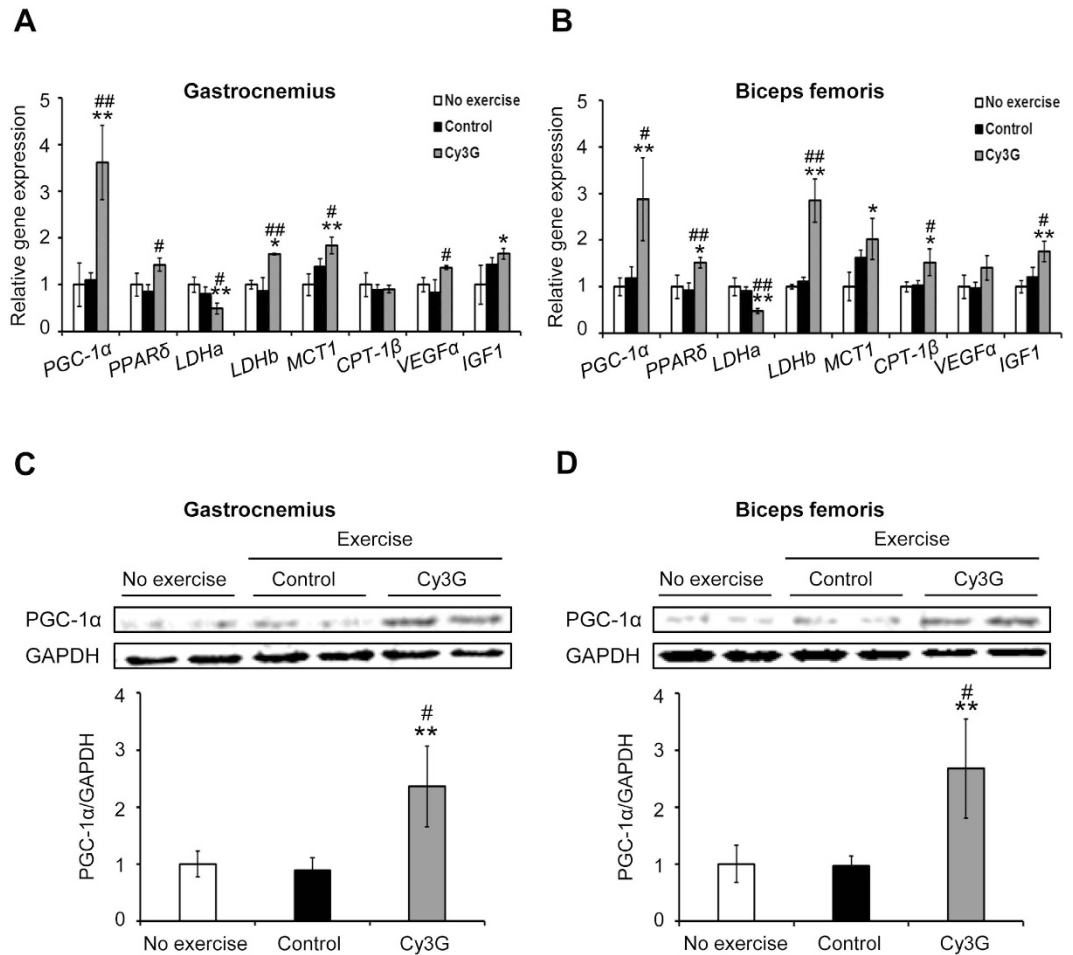 A
Gastrocnemius
No exercise
Control
Cy3G
Relative gene expression
5
4
3
2
1
0
##
**
#
#
**
##
*
#
**
#
*
PGC-1α PPARδ LDHa LDHb MCT1 CPT-1β VEGFα IGF1
B
Biceps femoris
No exercise
Control
Cy3G
Relative gene expression
5
4
3
2
1
0
#
**
##
*
##
**
##
**
*
#
*
#
**
PGC-1α PPARδ LDHa LDHb MCT1 CPT-1β VEGFα IGF1
C
Gastrocnemius
Exercise
No exercise Control Cy3G
PGC-1α
GAPDH
PGC-1α/GAPDH
4
3
2
1
0
#
**
No exercise Control Cy3G
D
Biceps femoris
Exercise
No exercise Control Cy3G
PGC-1α
GAPDH
PGC-1α/GAPDH
4
3
2
1
0
#
**
No exercise Control Cy3G